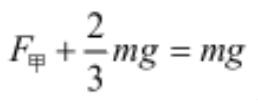 F甲 + 2/3 mg = mg